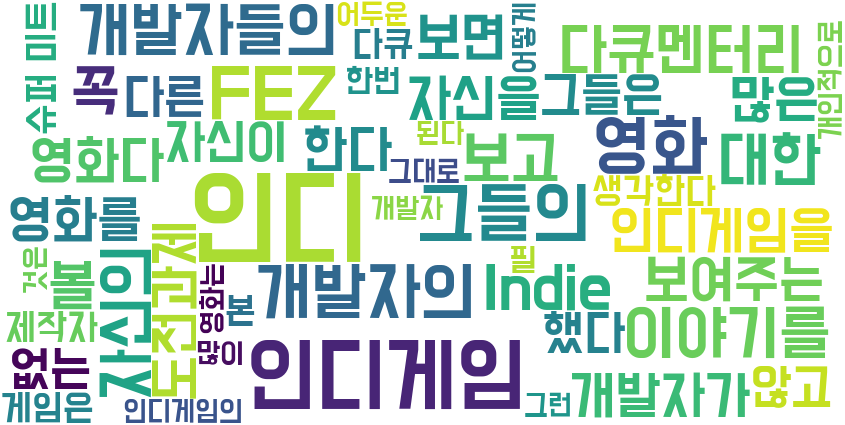 개발자들의
어두운
다큐
보면
어떻게
다큐멘터리
개인적으로
슈퍼 미트
꼭
다른
FEZ
한번
자신을
그들은
많은
영화다
자신이
한다
된다
그대로
보고
영화
대한
인디
개발자
그들의
생각한다
인디게임을
영화를
것은
볼
자신의
도전과제
영화는
본
개발자의
필
Indie
보여주는
제작자
없는
많이
인디게임
했다
이야기를
게임은
인디게임의
그런
개발자가
않고